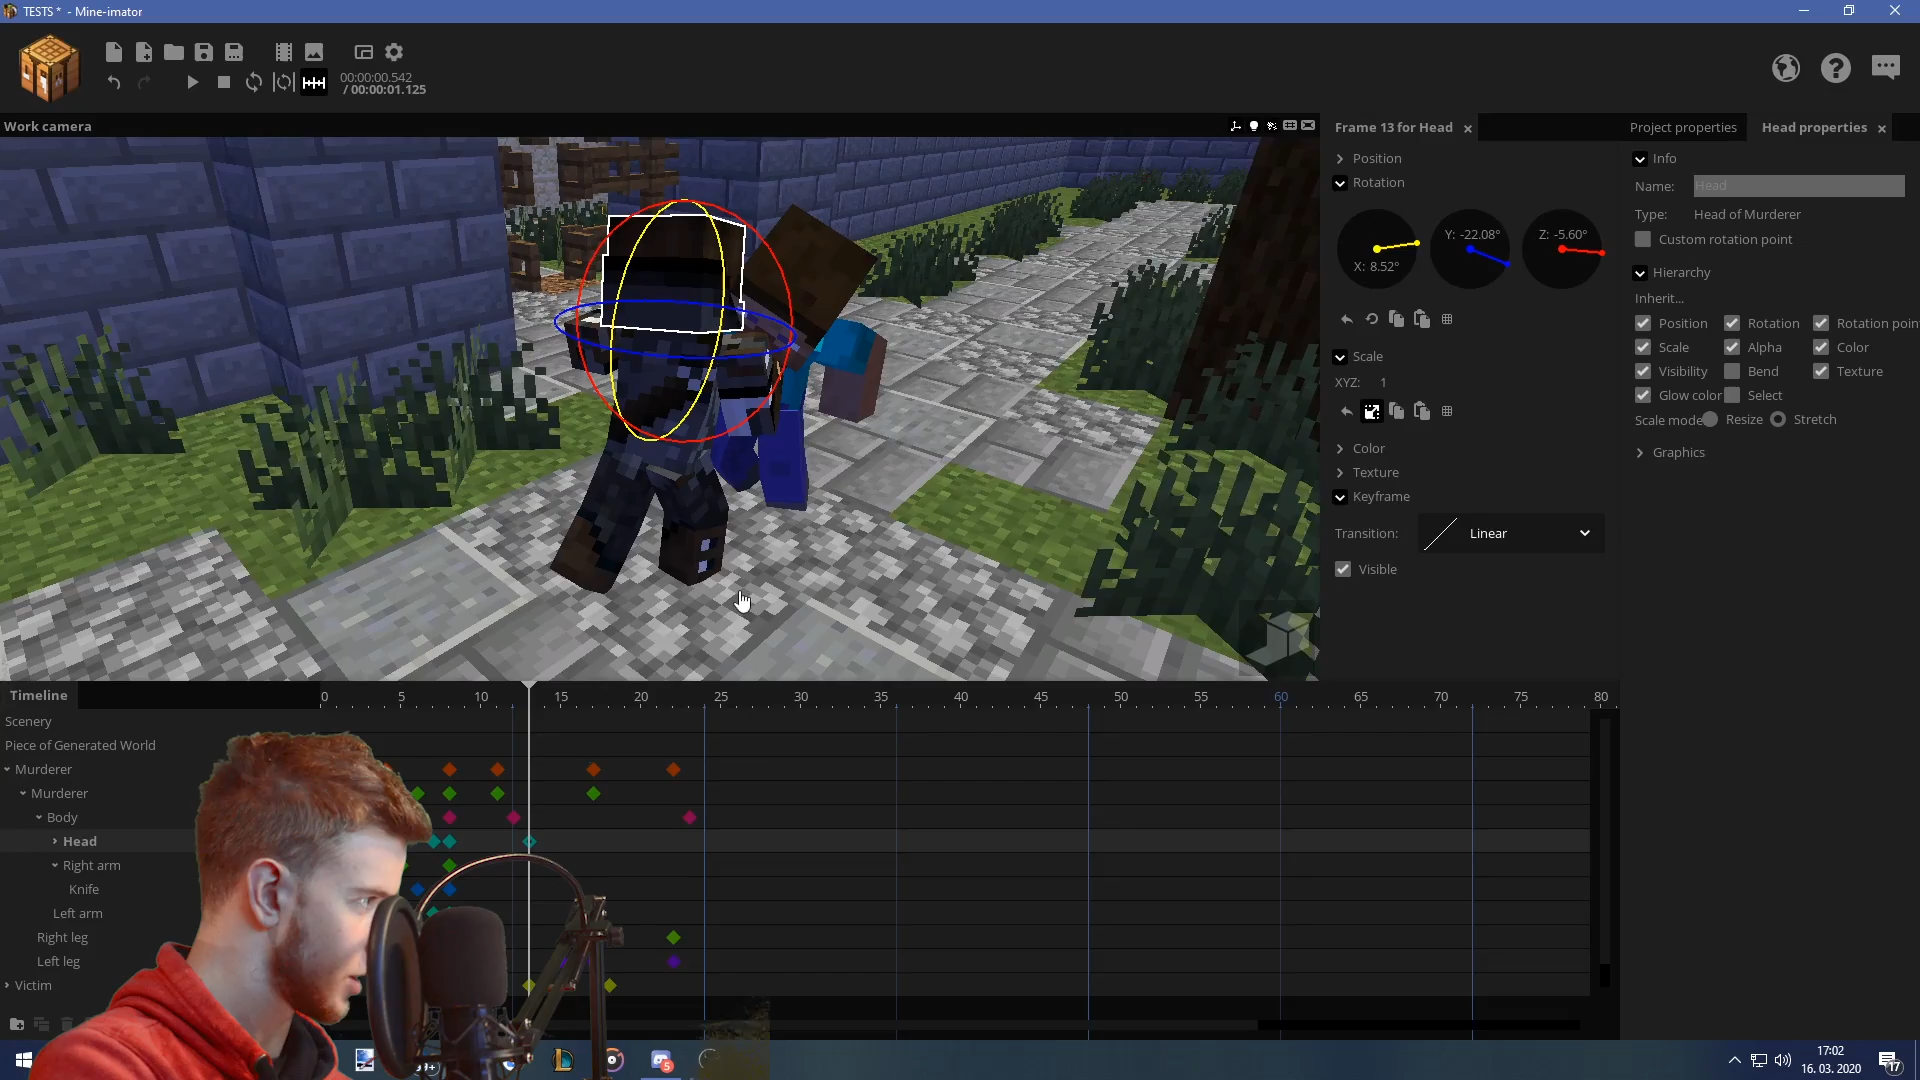 TESTS * - Mine-imator
00:00:00.542
/ 00:00:01.125
Work camera
Frame 13 for Head
Position
Rotation
X: 8.52°
Y: -22.08°
Z: -5.60°
Scale
XYZ: 1
Color
Texture
Keyframe
Transition: Linear
Visible
Project properties
Head properties
Info
Name: Head
Type: Head of Murderer
Custom rotation point
Hierarchy
Inherit...
Position Rotation Rotation poin
Scale Alpha Color
Visibility Bend Texture
Glow color Select
Scale mode Resize Stretch
Graphics
Timeline
0 5 10 15 20 25 30 35 40 45 50 55 60 65 70 75 80
Scenery
Piece of Generated World
Murderer
Murderer
Body
Head
Right arm
Knife
Left arm
Right leg
Left leg
Victim
99+
5
17:02
16. 03. 2020
17